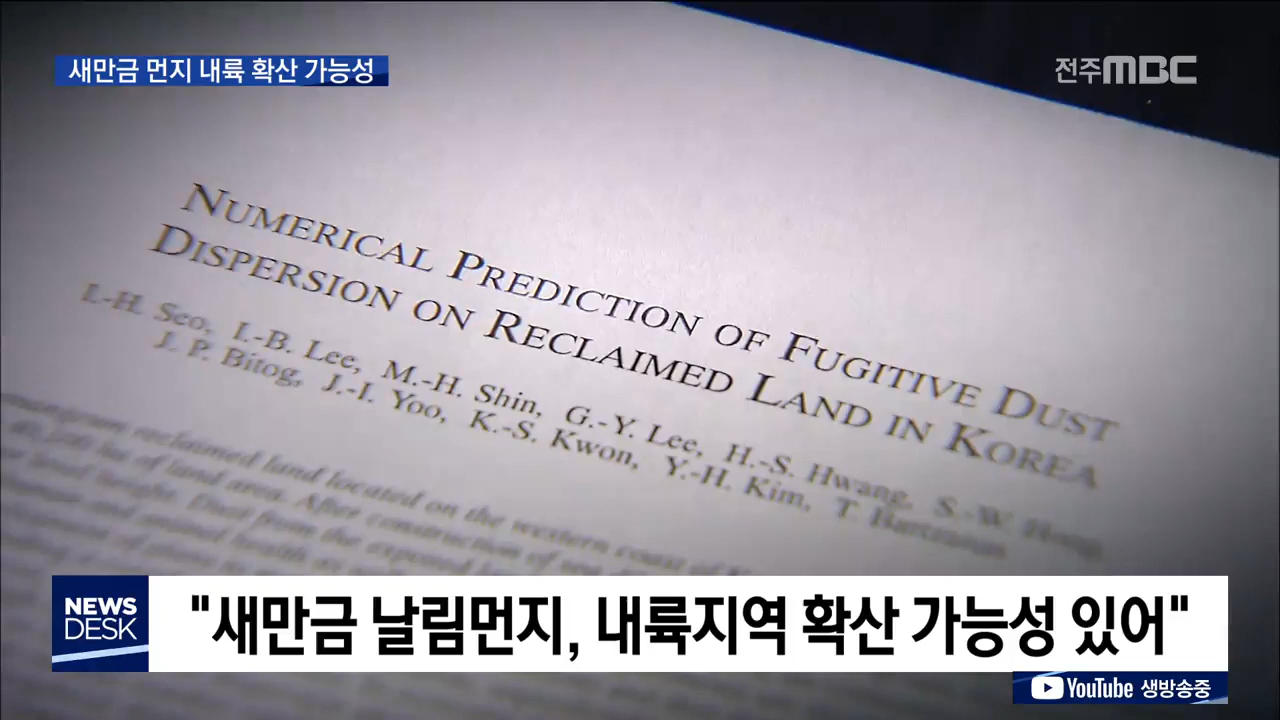 새만금 먼지 내륙 확산 가능성
전주MBC
NUMERICAL PREDICTION OF FUGITIVE DUST
DISPERSION ON RECLAIMED LAND IN KOREA
I.-H. Seo, I.-B. Lee, M.-H. Shin, G.-Y. Lee, H.-S. Hwang, S.-W. Hong,
J. P. Bitog, J.-I. Yoo, K.-S. Kwon, Y.-H. Kim, T.
reclaimed land located on the western coast of
ha of land area. After construction of
Dust from the exposed
NEWS
DESK
"새만금 날림먼지, 내륙지역 확산 가능성 있어"
YouTube 생방송중